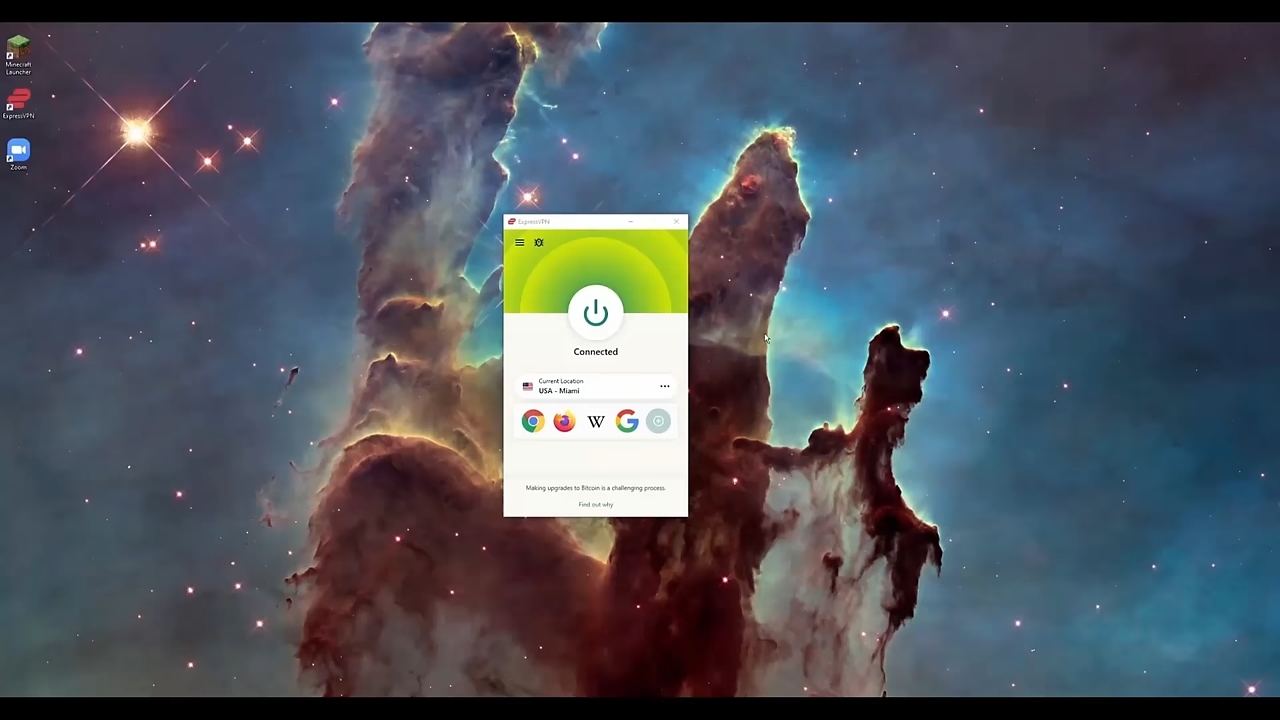 Minecraft
Launcher
ExpressVPN
Zoom
ExpressVPN
Connected
Current Location
USA - Miami
W
G
Making upgrades to Bitcoin is a challenging process.
Find out why